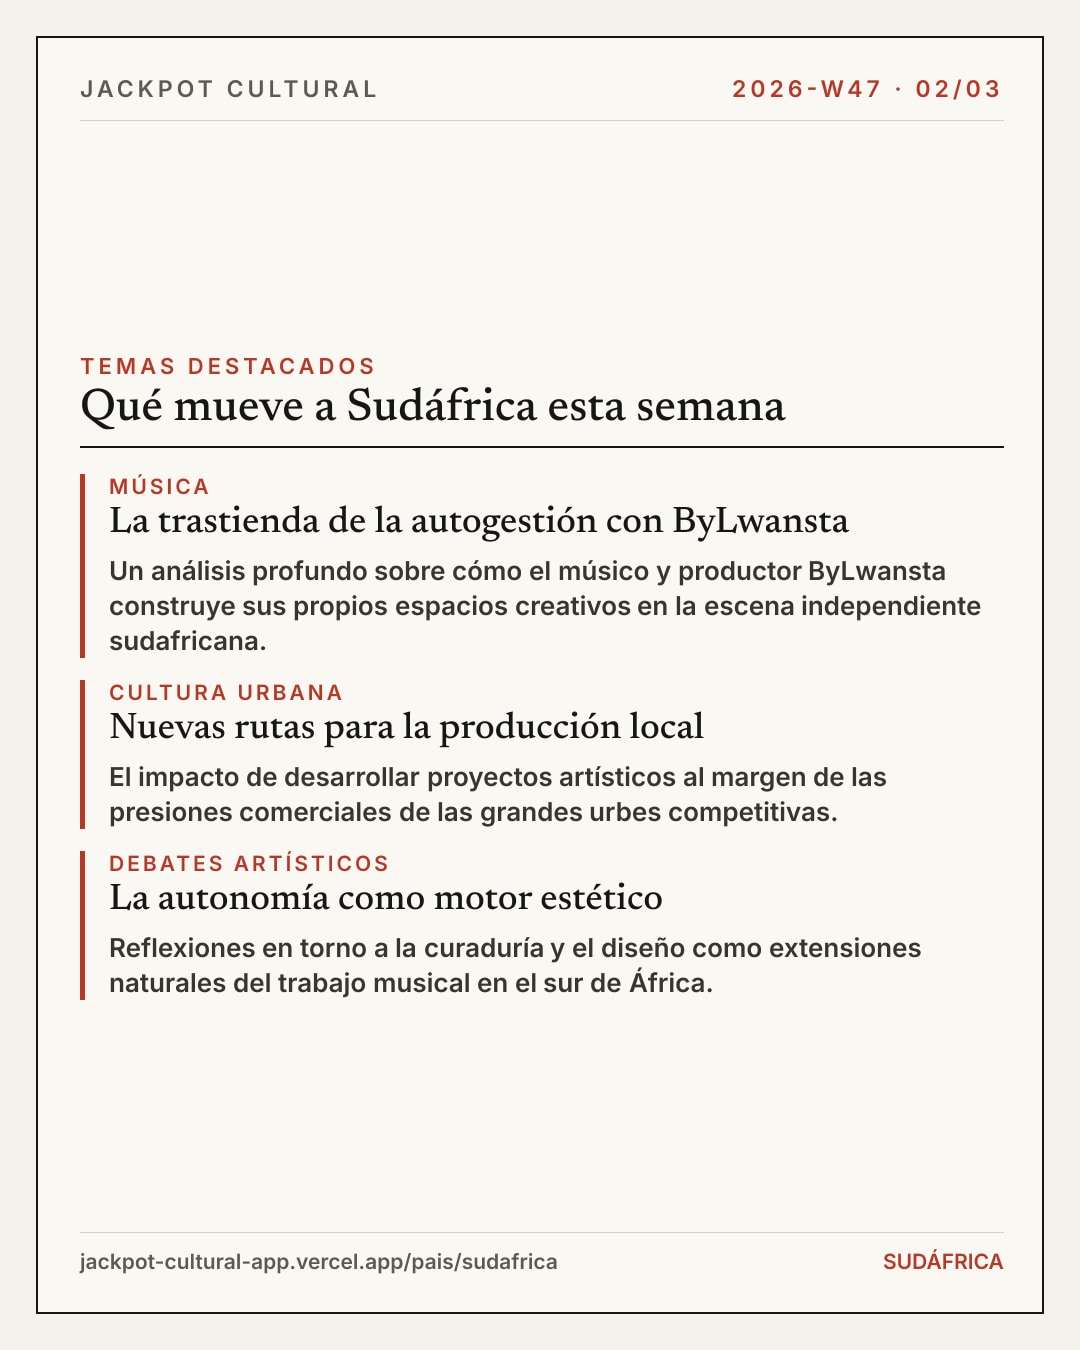 JACKPOT CULTURAL
2026-W47 · 02/03
TEMAS DESTACADOS
Qué mueve a Sudáfrica esta semana
MÚSICA
La trastienda de la autogestión con ByLwansta
Un análisis profundo sobre cómo el músico y productor ByLwansta
construye sus propios espacios creativos en la escena independiente
sudafricana.
CULTURA URBANA
Nuevas rutas para la producción local
El impacto de desarrollar proyectos artísticos al margen de las
presiones comerciales de las grandes urbes competitivas.
DEBATES ARTÍSTICOS
La autonomía como motor estético
Reflexiones en torno a la curaduría y el diseño como extensiones
naturales del trabajo musical en el sur de África.
jackpot-cultural-app.vercel.app/pais/sudafrica
SUDÁFRICA